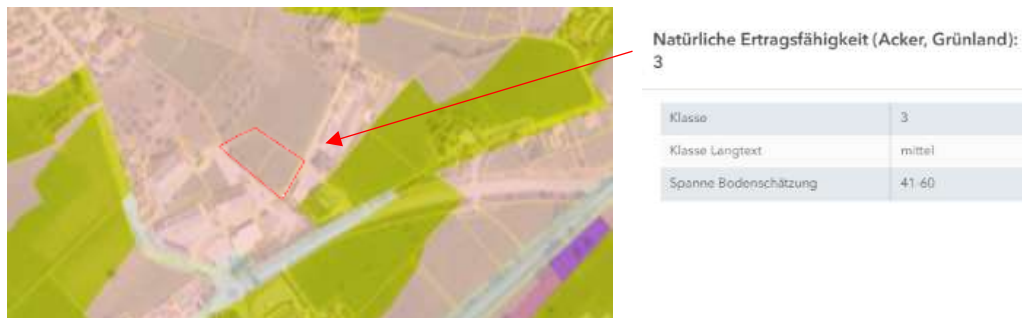 Natürliche Ertragsfähigkeit (Acker, Grünland):
3
Klasse 3
Klasse Langtext mittel
Spanne Bodenschätzung 41-60